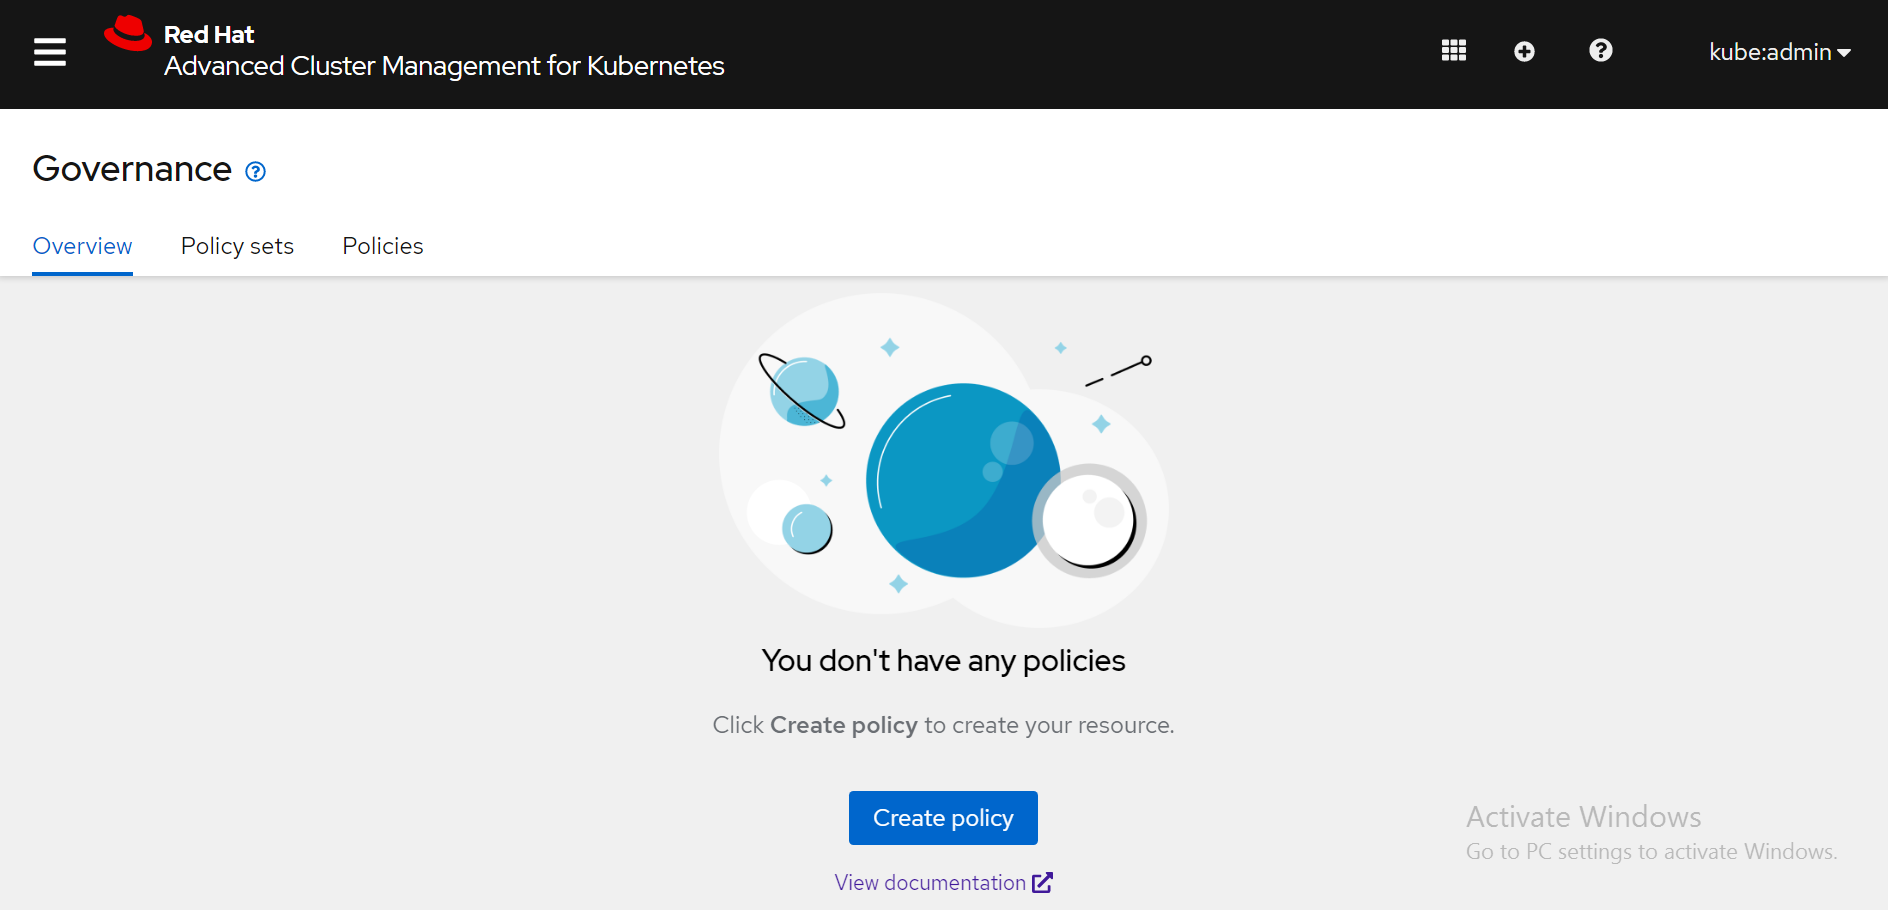 Red Hat
Advanced Cluster Management for Kubernetes
kube:admin
Governance
Overview
Policy sets
Policies
You don't have any policies
Click Create policy to create your resource.
Create policy
View documentation
Activate Windows
Go to PC settings to activate Windows.